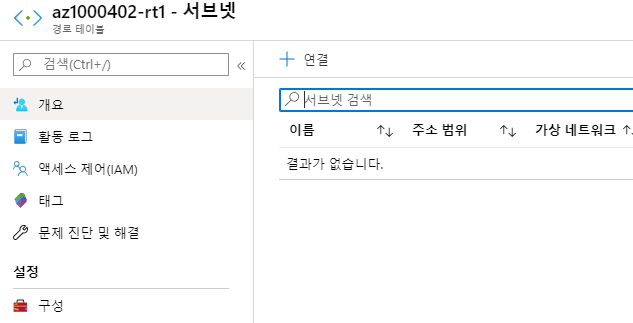 az1000402-rt1 - 서브넷
경로 테이블
검색(Ctrl+/)
개요
활동 로그
액세스 제어(IAM)
태그
문제 진단 및 해결
설정
구성
연결
서브넷 검색
이름 주소 범위 가상 네트워크
결과가 없습니다.